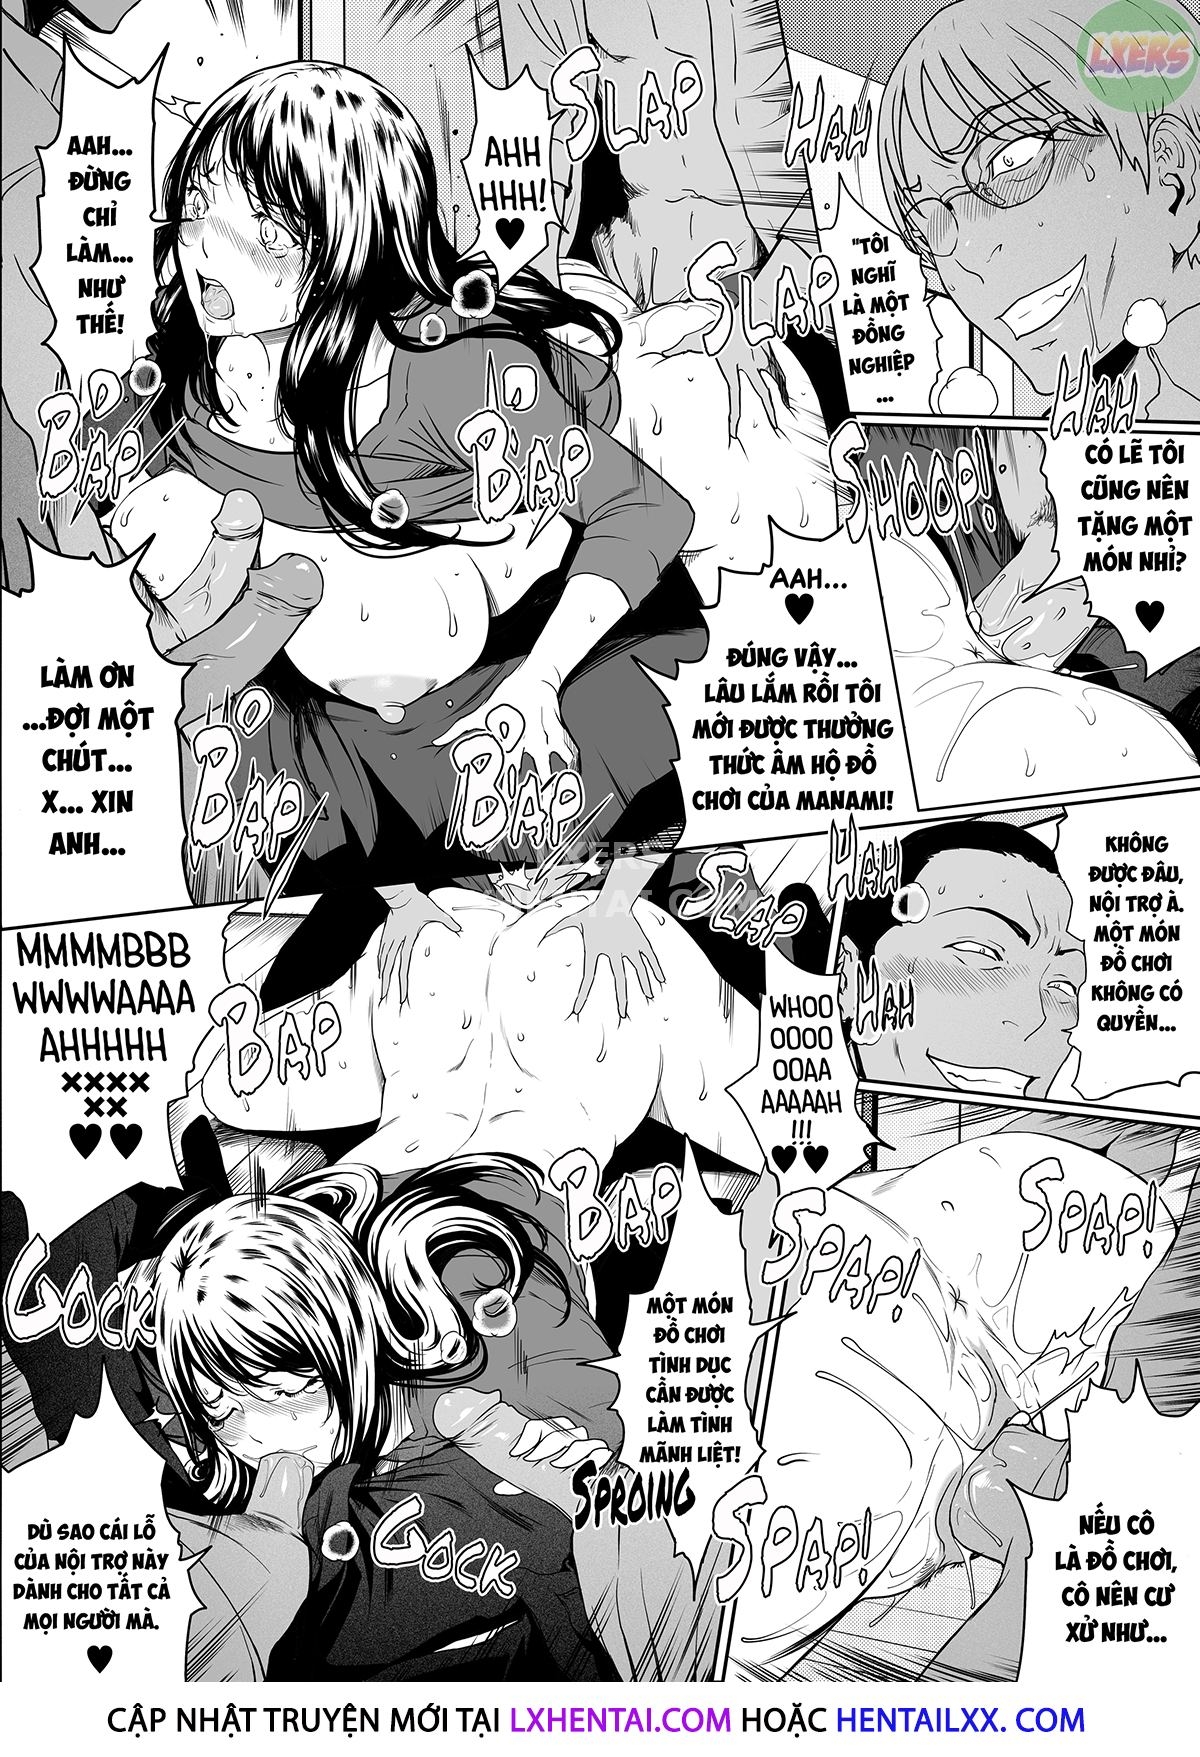 LXERS
HAH
"TÔI
NGHĨ
LÀ MỘT
ĐỒNG
NGHIỆP
...
HAH
CÓ LẼ TÔI
CŨNG NÊN
TẶNG MỘT
MÓN NHỈ?
♥
SHOOP!
SLAP
SLAP
AHH
HHH!
♥
AAH...
ĐỪNG
CHỈ
LÀM...
NHƯ
THẾ!
BAP
BAP
AAH...
♥
ĐÚNG VẬY...
LÂU LẮM RỒI TÔI
MỚI ĐƯỢC THƯỞNG
THỨC ÂM HỘ ĐỒ
CHƠI CỦA MANAMI!
LÀM ƠN
...ĐỢI MỘT
CHÚT...
X... XIN
ANH...
BAP
BAP
HAH
HAH
KHÔNG
ĐƯỢC ĐÂU,
NỘI TRỢ À.
MỘT MÓN
ĐỒ CHƠI
KHÔNG CÓ
QUYỀN...
SLAP
WHOO
OOOOO
OOAA
AAAAAH
!!!
♥♥
SPAP!
SPAP!
SPAP!
NẾU CÔ
LÀ ĐỒ CHƠI,
CÔ NÊN CƯ
XỬ NHƯ...
BAP
BAP
MỘT MÓN
ĐỒ CHƠI
TÌNH DỤC
CẦN ĐƯỢC
LÀM TÌNH
MÃNH LIỆT!
MMMMBBB
WWWWAAAA
AHHHHH
××××
××
♥♥
GOCK
SPROING
GOCK
DÙ SAO CÁI LỖ
CỦA NỘI TRỢ NÀY
DÀNH CHO TẤT CẢ
MỌI NGƯỜI MÀ.
♥
CẬP NHẬT TRUYỆN MỚI TẠI LXHENTAI.COM HOẶC HENTAILXX. COM